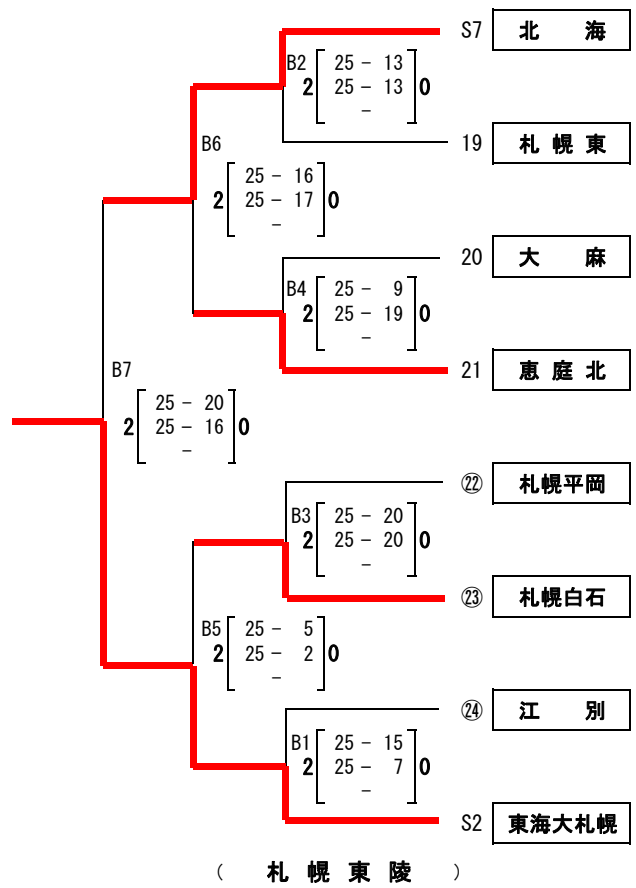 S7 北 海
B2 25 - 13
2 25 - 13 0
-
19 札 幌 東
B6
25 - 16
2 25 - 17 0
-
20 大 麻
B4 25 - 9
2 25 - 19 0
-
21 恵 庭 北
B7
25 - 20
2 25 - 16 0
-
㉒ 札幌平岡
B3 25 - 20
2 25 - 20 0
-
㉓ 札幌白石
B5 25 - 5
2 25 - 2 0
-
㉔ 江 別
B1 25 - 15
2 25 - 7 0
-
S2 東海大札幌
( 札 幌 東 陵 )